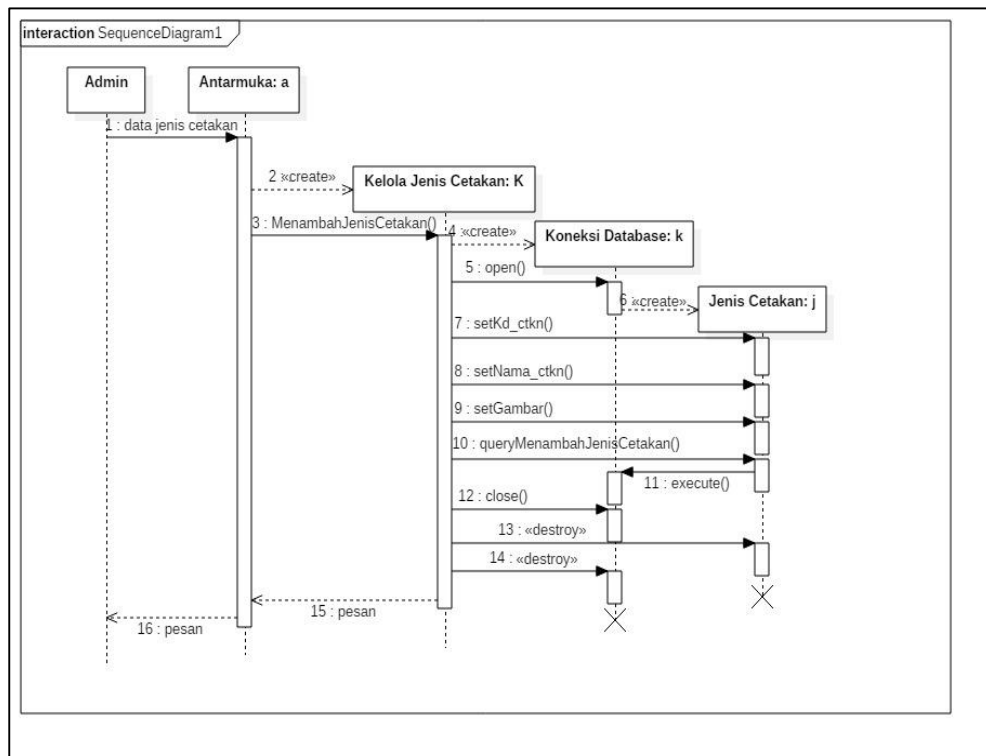 interaction SequenceDiagram1
Admin
Antarmuka: a
1 : data jenis cetakan
2 : «create»
Kelola Jenis Cetakan: K
3 : MenambahJenisCetakan()
4 : «create»
Koneksi Database: k
5 : open()
6 : «create»
Jenis Cetakan: j
7 : setKd_ctkn()
8 : setNama_ctkn()
9 : setGambar()
10 : queryMenambahJenisCetakan()
11 : execute()
12 : close()
13 : «destroy»
14 : «destroy»
15 : pesan
16 : pesan